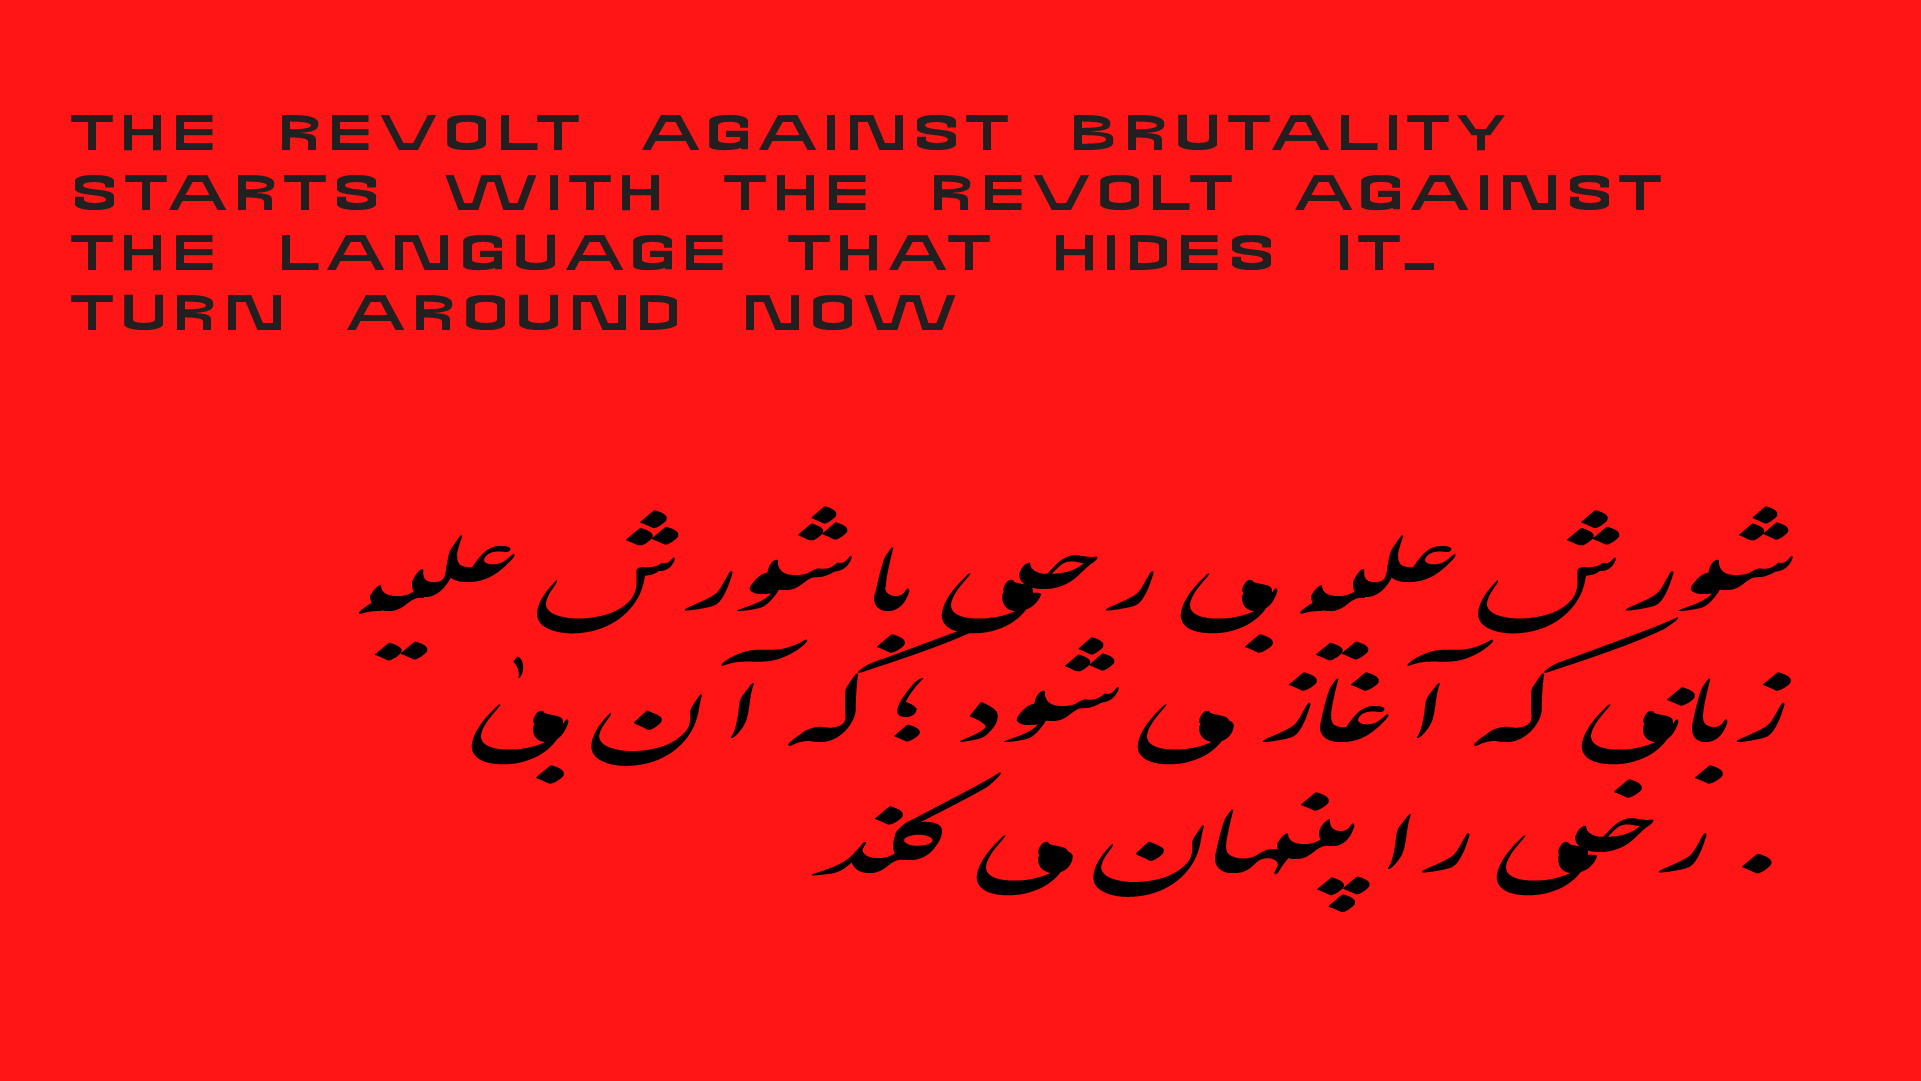 THE REVOLT AGAINST BRUTALITY
STARTS WITH THE REVOLT AGAINST
THE LANGUAGE THAT HIDES IT_
TURN AROUND NOW
شورش علیه بی رحمی با شورش علیه
زبانی که آغاز می شود ؛ که آن بی
. رحمی را پنهان می کند